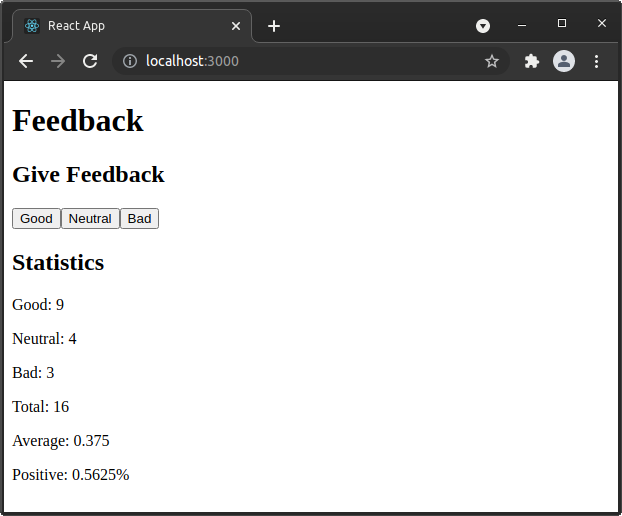 React App
localhost:3000
Feedback
Give Feedback
Good Neutral Bad
Statistics
Good: 9
Neutral: 4
Bad: 3
Total: 16
Average: 0.375
Positive: 0.5625%